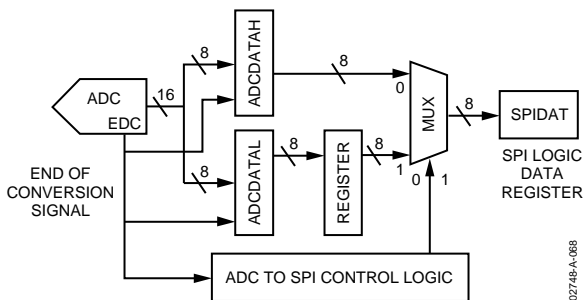 ADC
EDC
16
8
8
ADCDATAH
ADCDATAL
8
8
REGISTER
8
0
1
MUX
0
1
8
SPIDAT
SPI LOGIC
DATA
REGISTER
END OF
CONVERSION
SIGNAL
ADC TO SPI CONTROL LOGIC
02748-A-068